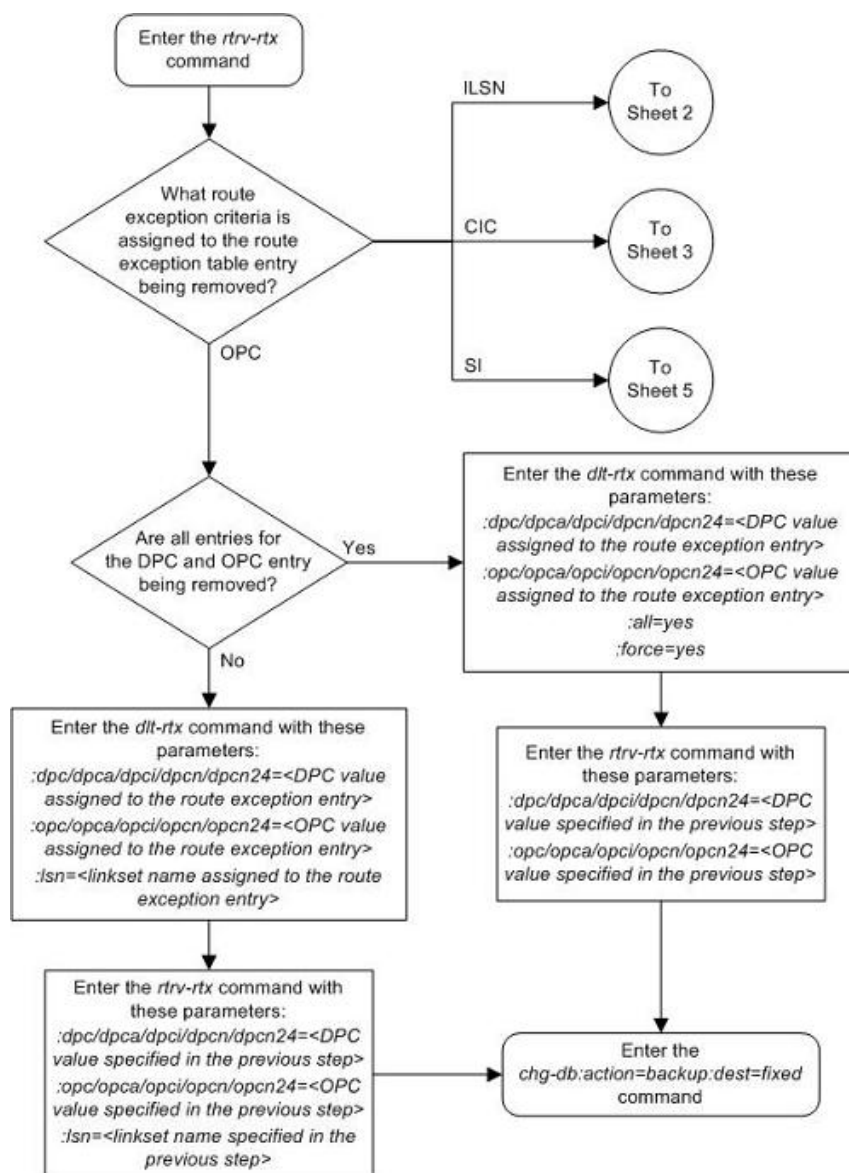 Enter the rtrv-rtx
command
What route
exception criteria is
assigned to the route
exception table entry
being removed?
ILSN
To
Sheet 2
CIC
To
Sheet 3
SI
To
Sheet 5
OPC
Are all entries for
the DPC and OPC entry
being removed?
Yes
Enter the dlt-rtx command with these
parameters:
:dpc/dpca/dpci/dpcn/dpcn24=<DPC value
assigned to the route exception entry>
:opc/opca/opci/opcn/opcn24=<OPC value
assigned to the route exception entry>
:all=yes
:force=yes
No
Enter the dlt-rtx command with these
parameters:
:dpc/dpca/dpci/dpcn/dpcn24=<DPC value
assigned to the route exception entry>
:opc/opca/opci/opcn/opcn24=<OPC value
assigned to the route exception entry>
:lsn=<linkset name assigned to the route
exception entry>
Enter the rtrv-rtx command with
these parameters:
:dpc/dpca/dpci/dpcn/dpcn24=<DPC
value specified in the previous step>
:opc/opca/opci/opcn/opcn24=<OPC
value specified in the previous step>
Enter the rtrv-rtx command with
these parameters:
:dpc/dpca/dpci/dpcn/dpcn24=<DPC
value specified in the previous step>
:opc/opca/opci/opcn/opcn24=<OPC
value specified in the previous step>
:lsn=<linkset name specified in the
previous step>
Enter the
chg-db:action=backup:dest=fixed
command